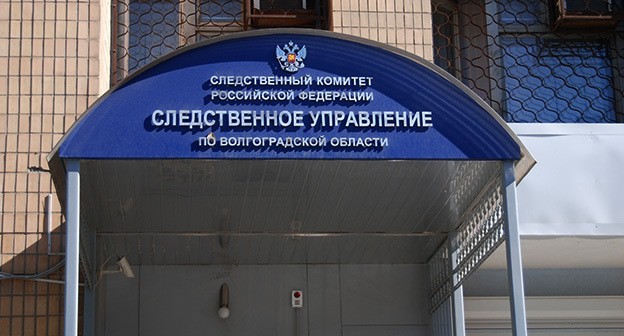 СЛЕДСТВЕННЫЙ КОМИТЕТ
РОССИЙСКОЙ ФЕДЕРАЦИИ
СЛЕДСТВЕННОЕ УПРАВЛЕНИЕ
ПО ВОЛГОГРАДСКОЙ ОБЛАСТИ